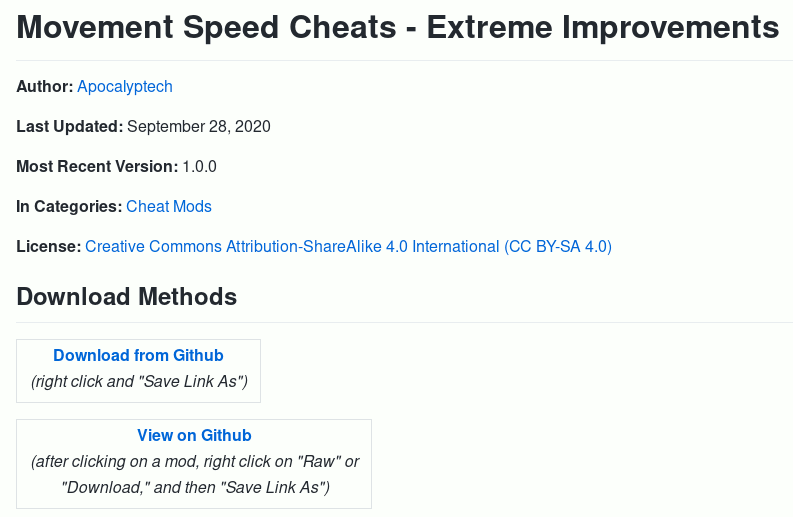 Movement Speed Cheats - Extreme Improvements
Author: Apocalyptech
Last Updated: September 28, 2020
Most Recent Version: 1.0.0
In Categories: Cheat Mods
License: Creative Commons Attribution-ShareAlike 4.0 International (CC BY-SA 4.0)
Download Methods
Download from Github
(right click and "Save Link As")
View on Github
(after clicking on a mod, right click on "Raw" or
"Download," and then "Save Link As")